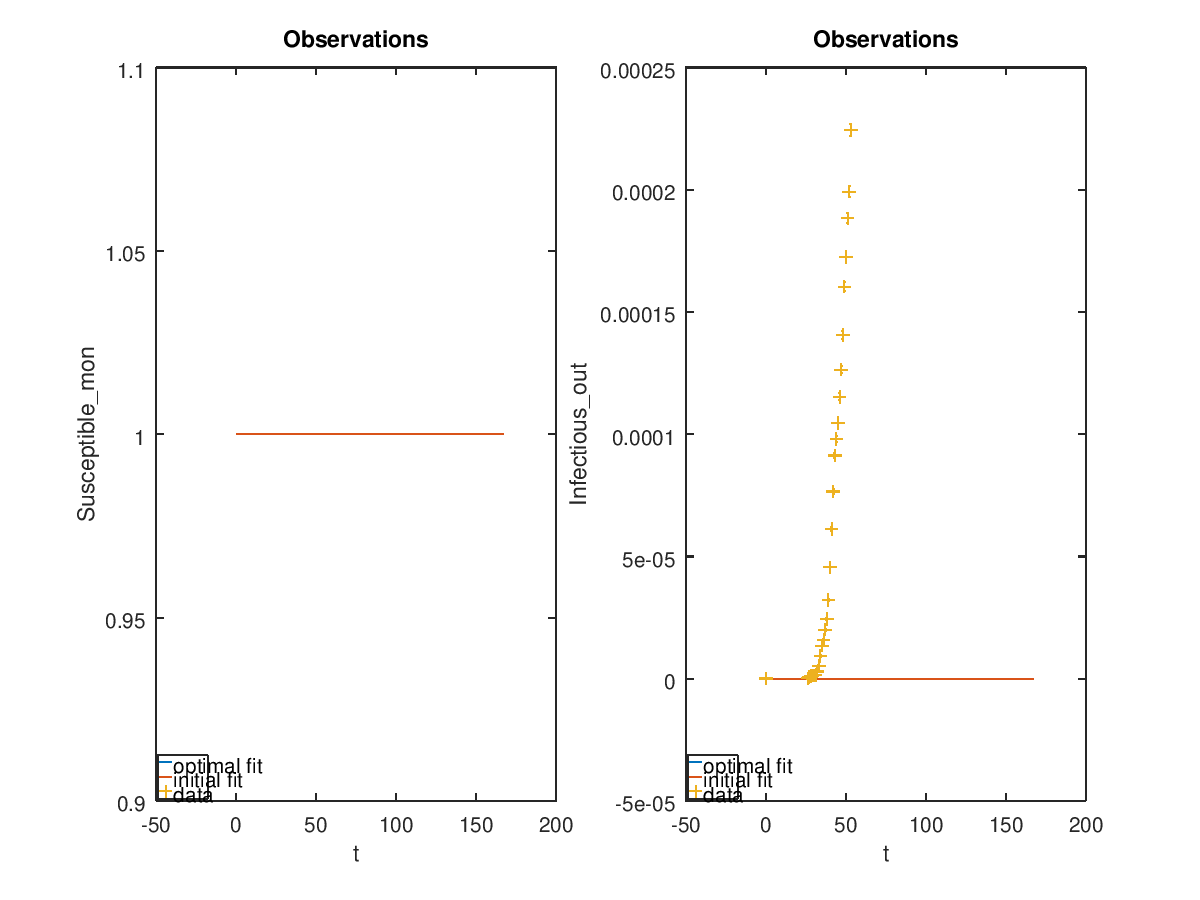 Observations
1.1
1.05
1
0.95
0.9
Susceptible_mon
-50
0
50
100
150
200
t
optimal fit
initial fit
data
Observations
0.00025
0.0002
0.00015
0.0001
5e-05
0
-5e-05
Infectious_out
-50
0
50
100
150
200
t
optimal fit
initial fit
data